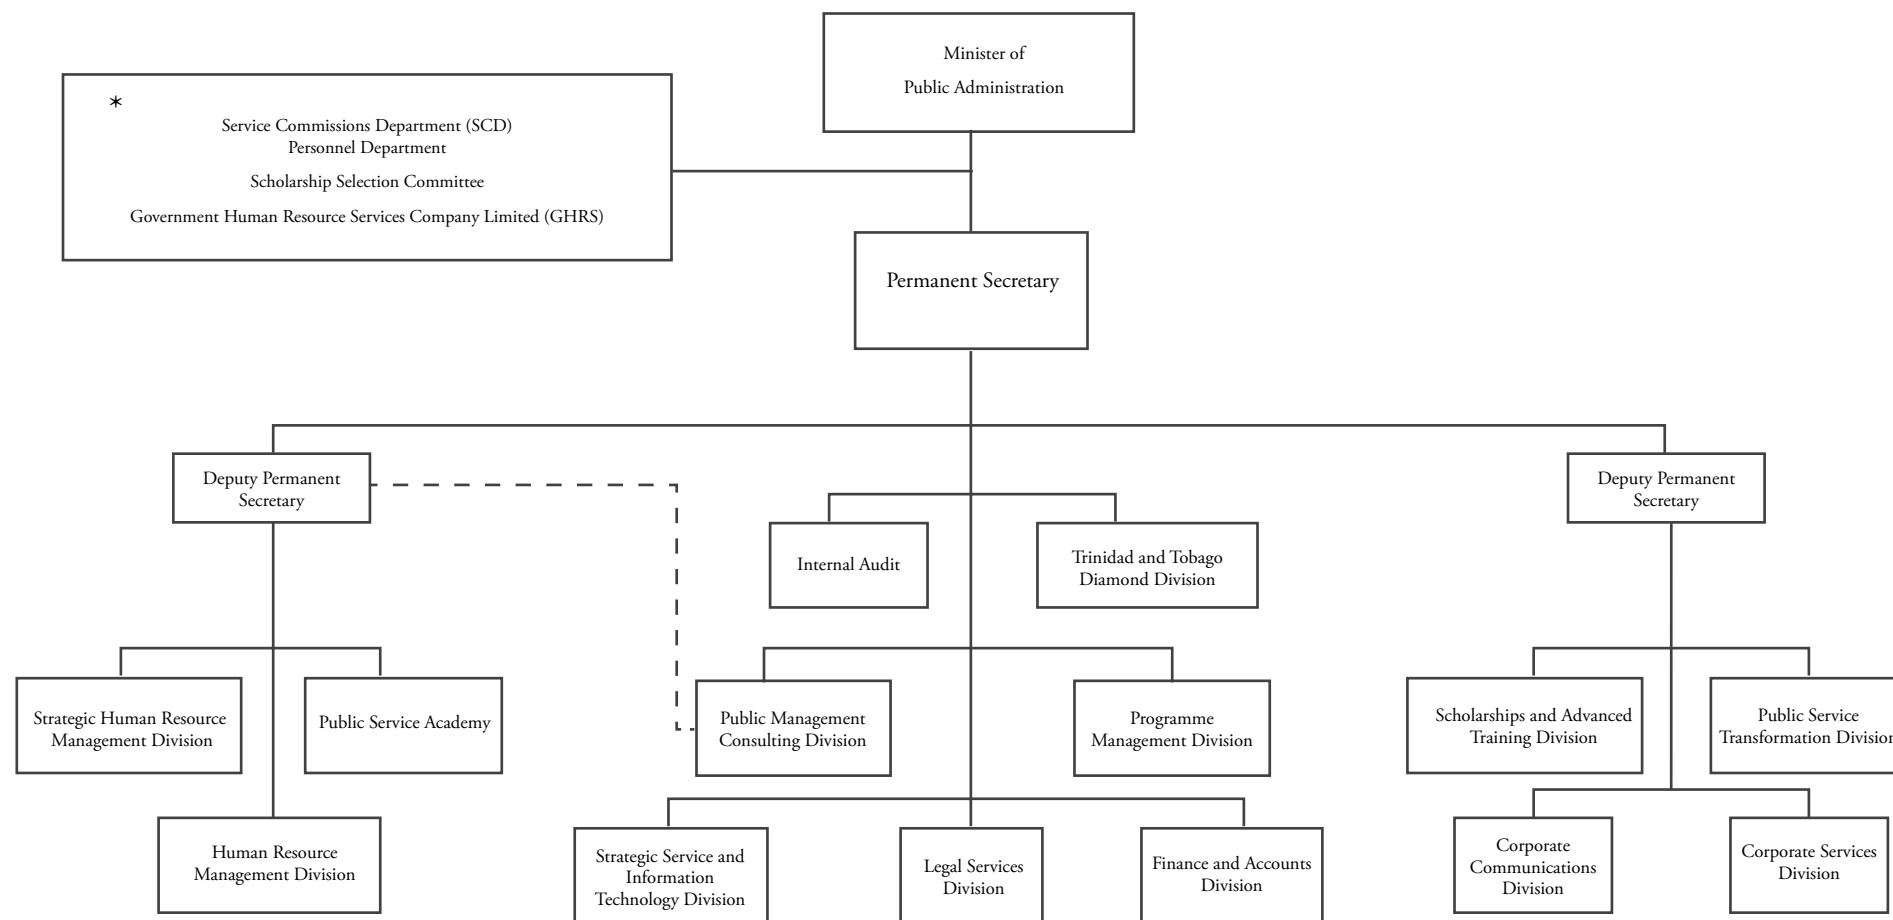 Minister of
Public Administration
*
Service Commissions Department (SCD)
Personnel Department
Scholarship Selection Committee
Government Human Resource Services Company Limited (GHRS)
Permanent Secretary
Deputy Permanent
Secretary
Deputy Permanent
Secretary
Internal Audit
Trinidad and Tobago
Diamond Division
Strategic Human Resource
Management Division
Public Service Academy
Public Management
Consulting Division
Programme
Management Division
Scholarships and Advanced
Training Division
Public Service
Transformation Division
Human Resource
Management Division
Strategic Service and
Information
Technology Division
Legal Services
Division
Finance and Accounts
Division
Corporate
Communications
Division
Corporate Services
Division